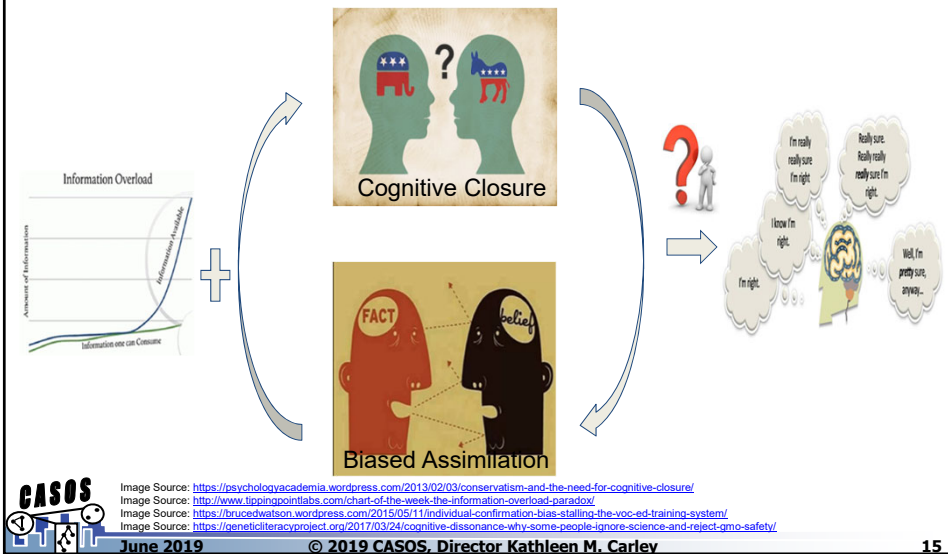 Information Overload
Amount of Information
Information Available
Information one can Consume
?
Cognitive Closure
FACT
belief
Biased Assimilation
?
I'm really
really sure
I'm right
Really sure.
Really really
really sure I'm
right.
I know I'm
right.
I'm right.
Well, I'm
pretty sure,
anyway...
CASOS
Image Source: https://psychologyacademia.wordpress.com/2013/02/03/conservatism-and-the-need-for-cognitive-closure/
Image Source: http://www.tippingpointlabs.com/chart-of-the-week-the-information-overload-paradox/
Image Source: https://brucedwatson.wordpress.com/2015/05/11/individual-confirmation-bias-stalling-the-voc-ed-training-system/
Image Source: https://geneticliteracyproject.org/2017/03/24/cognitive-dissonance-why-some-people-ignore-science-and-reject-gmo-safety/
June 2019 © 2019 CASOS, Director Kathleen M. Carley 15